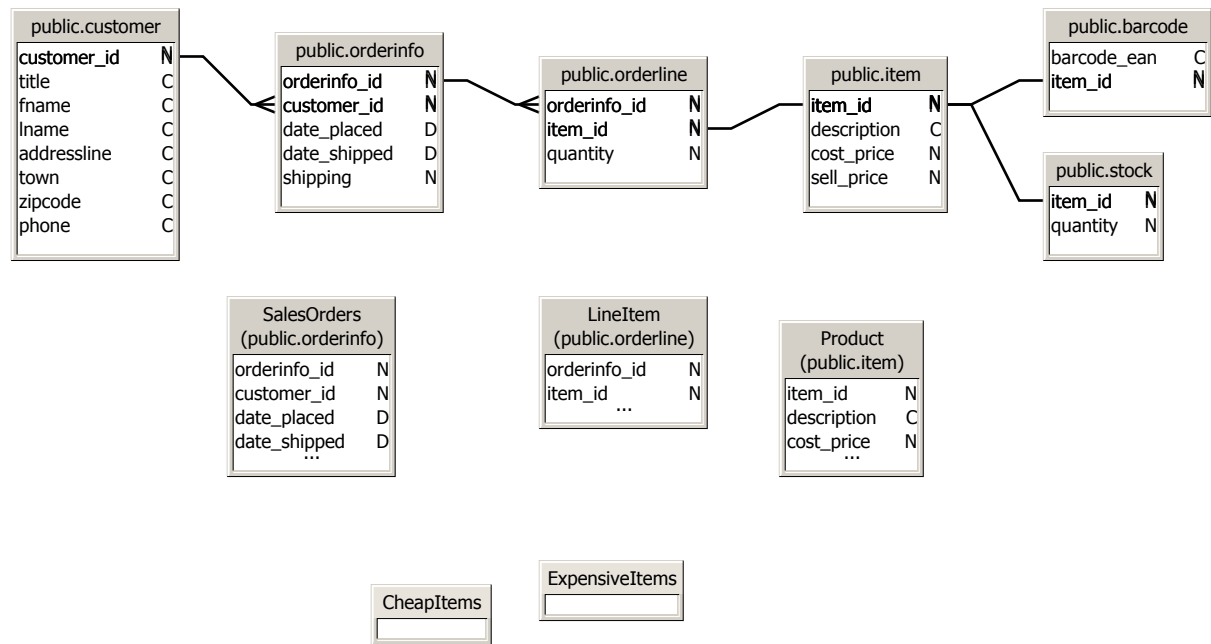 public.customer
customer_id N
title C
fname C
lname C
addressline C
town C
zipcode C
phone C
public.orderinfo
orderinfo_id N
customer_id N
date_placed D
date_shipped D
shipping N
public.orderline
orderinfo_id N
item_id N
quantity N
public.item
item_id N
description C
cost_price N
sell_price N
public.barcode
barcode_ean C
item_id N
public.stock
item_id N
quantity N
SalesOrders
(public.orderinfo)
orderinfo_id N
customer_id N
date_placed D
date_shipped D
...
LineItem
(public.orderline)
orderinfo_id N
item_id N
...
Product
(public.item)
item_id N
description C
cost_price N
...
CheapItems
ExpensiveItems